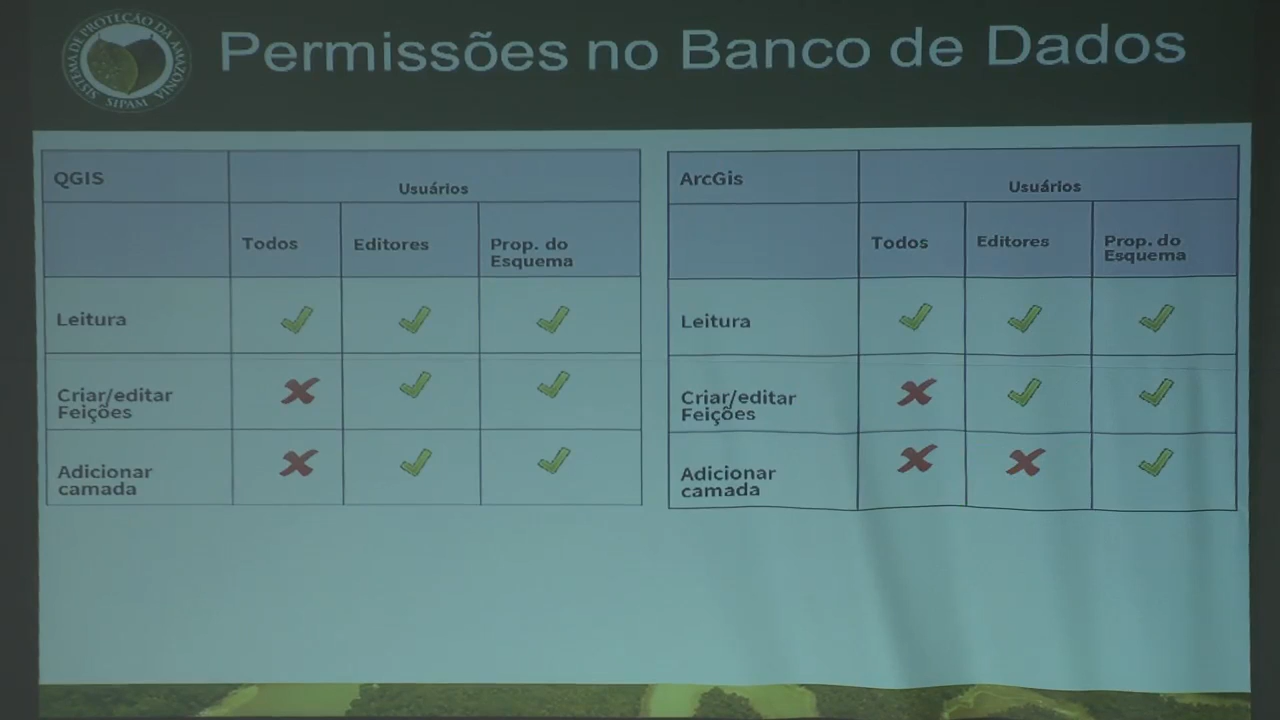 SISTEMA DE PROTEÇÃO DA AMAZÔNIA
SIPAM
Permissões no Banco de Dados
QGIS
Usuários
Todos
Editores
Prop. do
Esquema
Leitura
Criar/editar
Feições
Adicionar
camada
ArcGis
Usuários
Todos
Editores
Prop. do
Esquema
Leitura
Criar/editar
Feições
Adicionar
camada